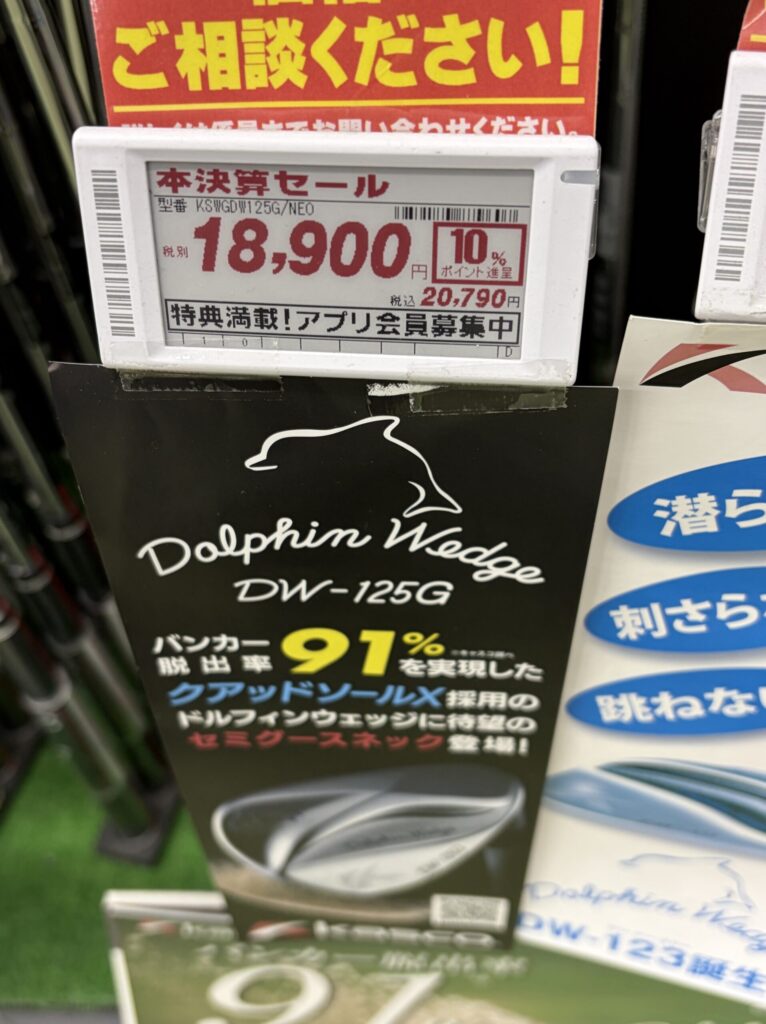 ご相談ください!
本決算セール
型番 KSWGDW125G/NEO
税別 18,900円
10%
ポイント進呈
税込 20,790円
特典満載!アプリ会員募集中
Dolphin Wedge
DW-125G
バンカー脱出率91%を実現した
クアッドソールX採用の
ドルフィンウェッジに待望の
セミグースネック登場!
Kasco
潜ら
刺さらな
跳ねない
Dolphin Wedge
DW-123誕生